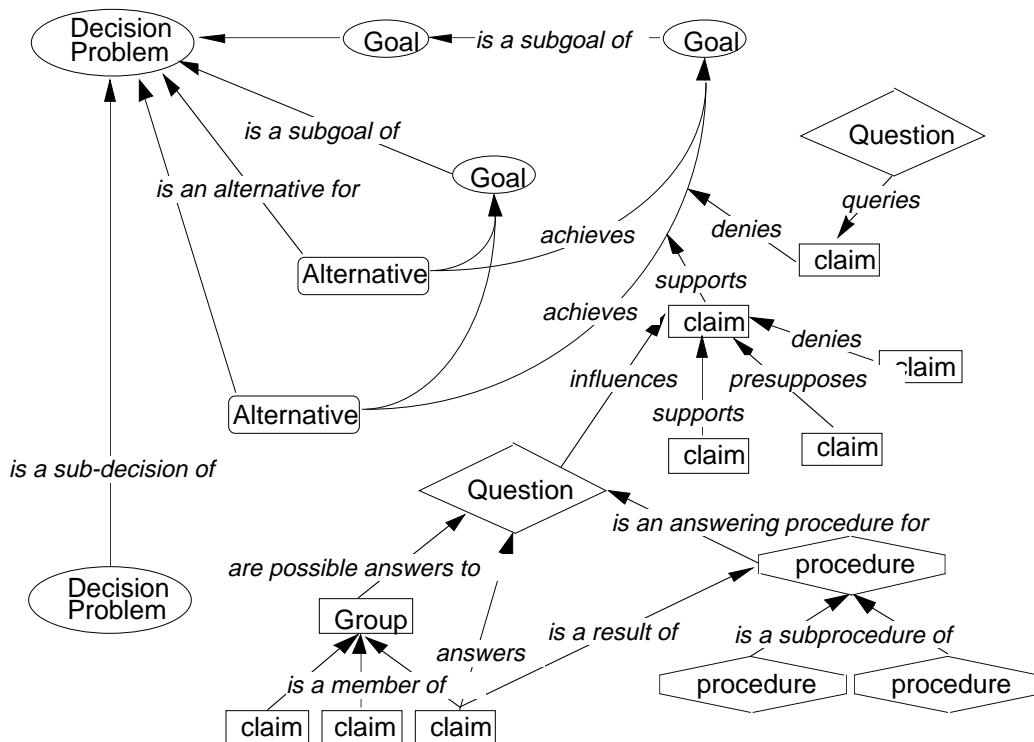 Decision
Problem
Goal
is a subgoal of
Goal
is a subgoal of
Question
Goal
is an alternative for
queries
achieves
denies
claim
Alternative
supports
achieves
claim
denies
claim
influences
presupposes
Alternative
supports
claim
claim
is a sub-decision of
Question
is an answering procedure for
are possible answers to
procedure
Decision
Problem
Group
is a result of
is a subprocedure of
answers
is a member of
procedure
procedure
claim
claim
claim